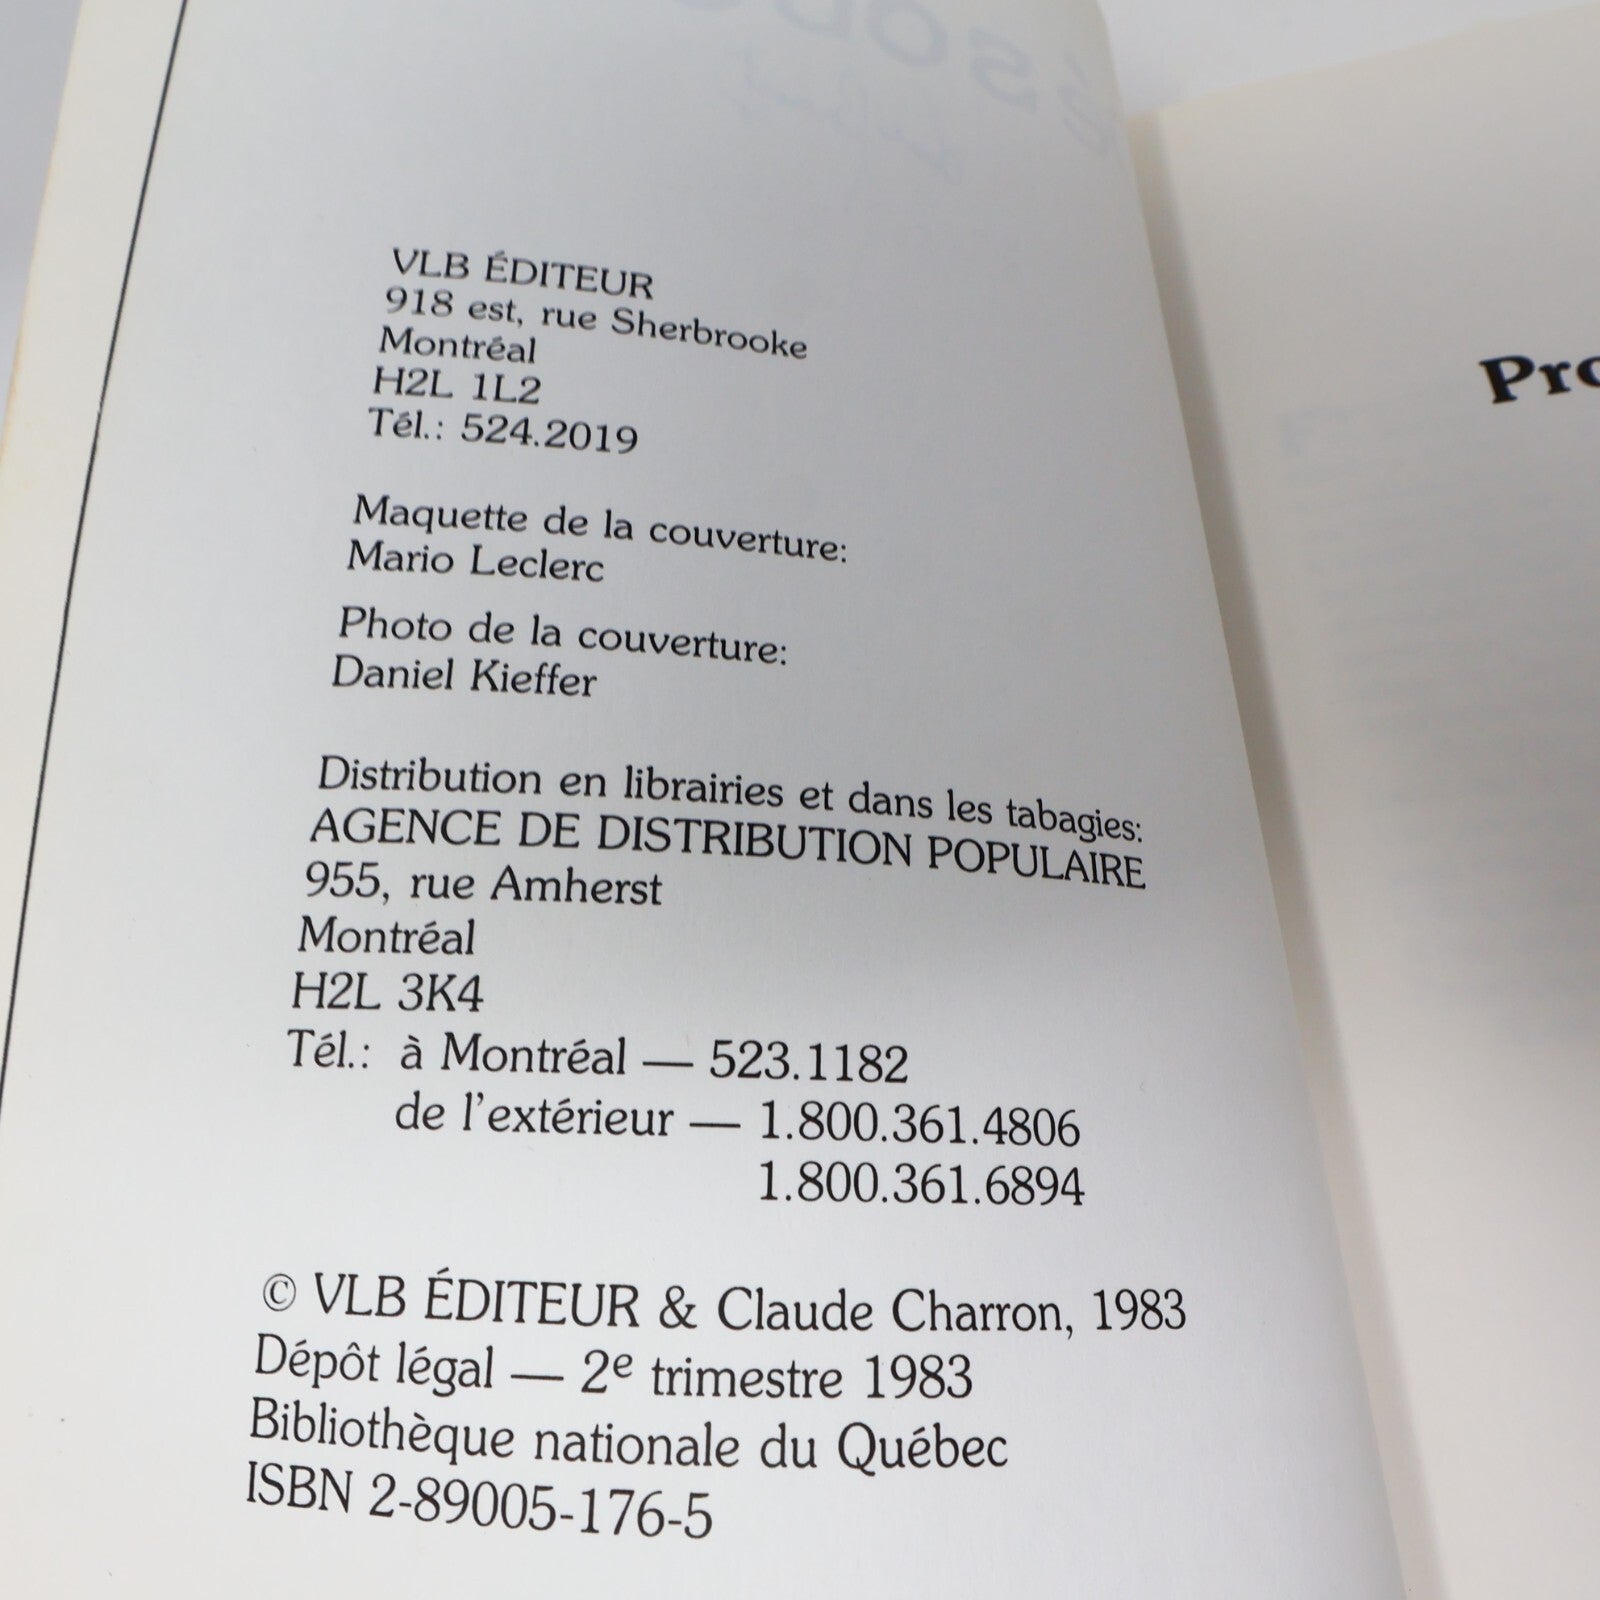 VLB ÉDITEUR
918 est, rue Sherbrooke
Montréal
H2L 1L2
Tél.: 524.2019
Maquette de la couverture:
Mario Leclerc
Photo de la couverture:
Daniel Kieffer
Distribution en librairies et dans les tabagies:
AGENCE DE DISTRIBUTION POPULAIRE
955, rue Amherst
Montréal
H2L 3K4
Tél.: à Montréal — 523.1182
de l'extérieur — 1.800.361.4806
1.800.361.6894
© VLB ÉDITEUR & Claude Charron, 1983
Dépôt légal — 2e trimestre 1983
Bibliothèque nationale du Québec
ISBN 2-89005-176-5